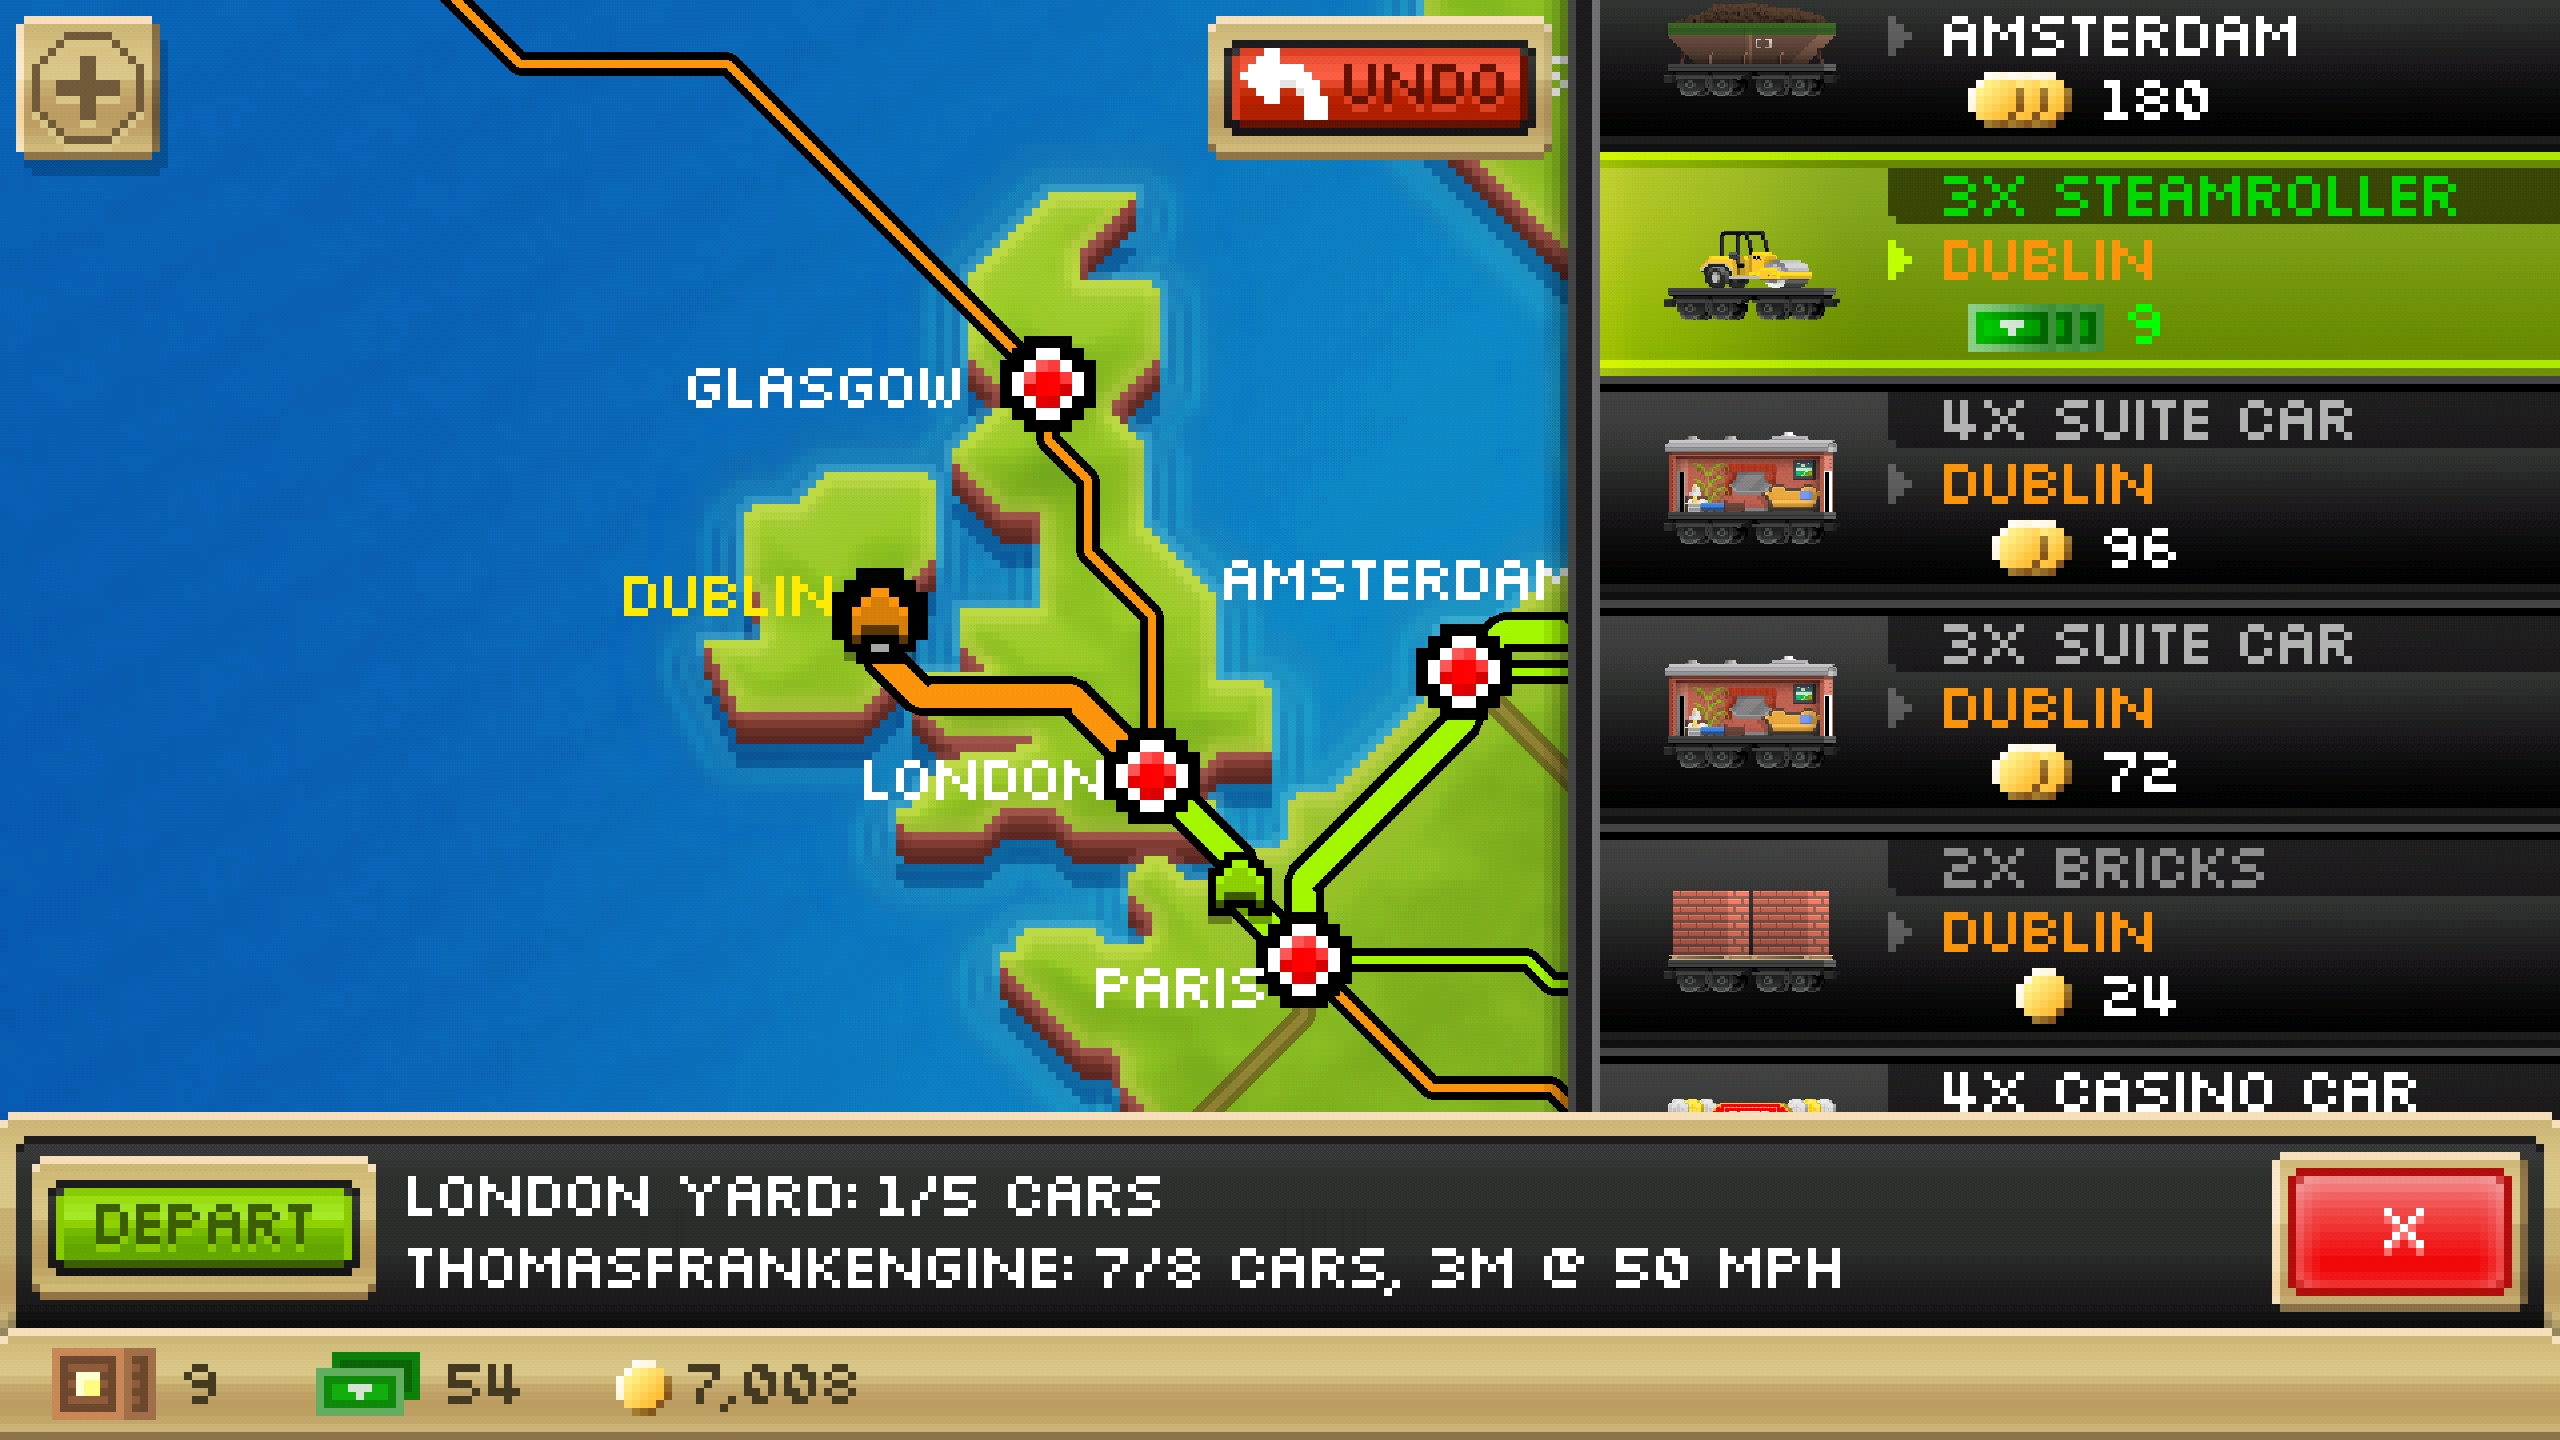 UNDO
GLASGOW
DUBLIN
AMSTERDAM
LONDON
PARIS
AMSTERDAM
180
3X STEAMROLLER
DUBLIN
9
4X SUITE CAR
DUBLIN
96
3X SUITE CAR
DUBLIN
72
2X BRICKS
DUBLIN
24
4X CASINO CAR
DEPART
LONDON YARD: 1/5 CARS
THOMASFRANKENGINE: 7/8 CARS, 3M @ 50 MPH
X
9
54
7,008